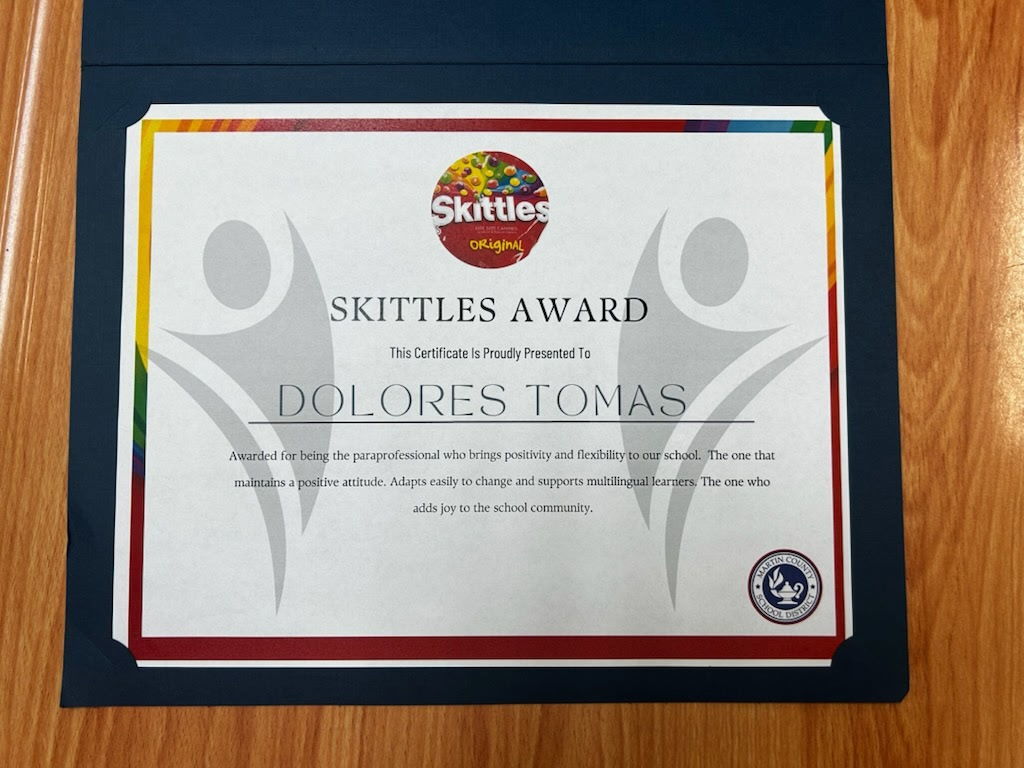 Skittles
ORiginAL
SKITTLES AWARD
This Certificate Is Proudly Presented To
DOLORES TOMAS
Awarded for being the paraprofessional who brings positivity and flexibility to our school. The one that
maintains a positive attitude. Adapts easily to change and supports multilingual learners. The one who
adds joy to the school community.
MARTIN COUNTY
SCHOOL DISTRICT